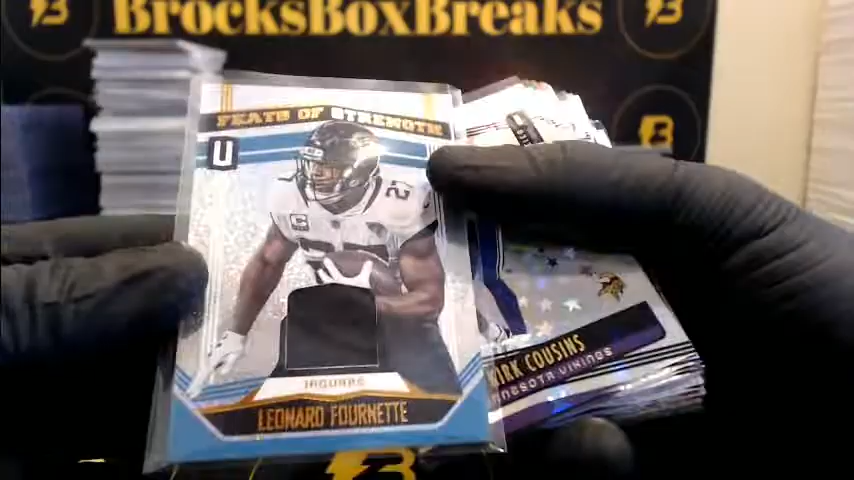 BrocksBoxBreaks
FEATS OF STRENGTH
U
27
C
JAGUARS
LEONARD FOURNETTE
KIRK COUSINS
MINNESOTA VIKINGS